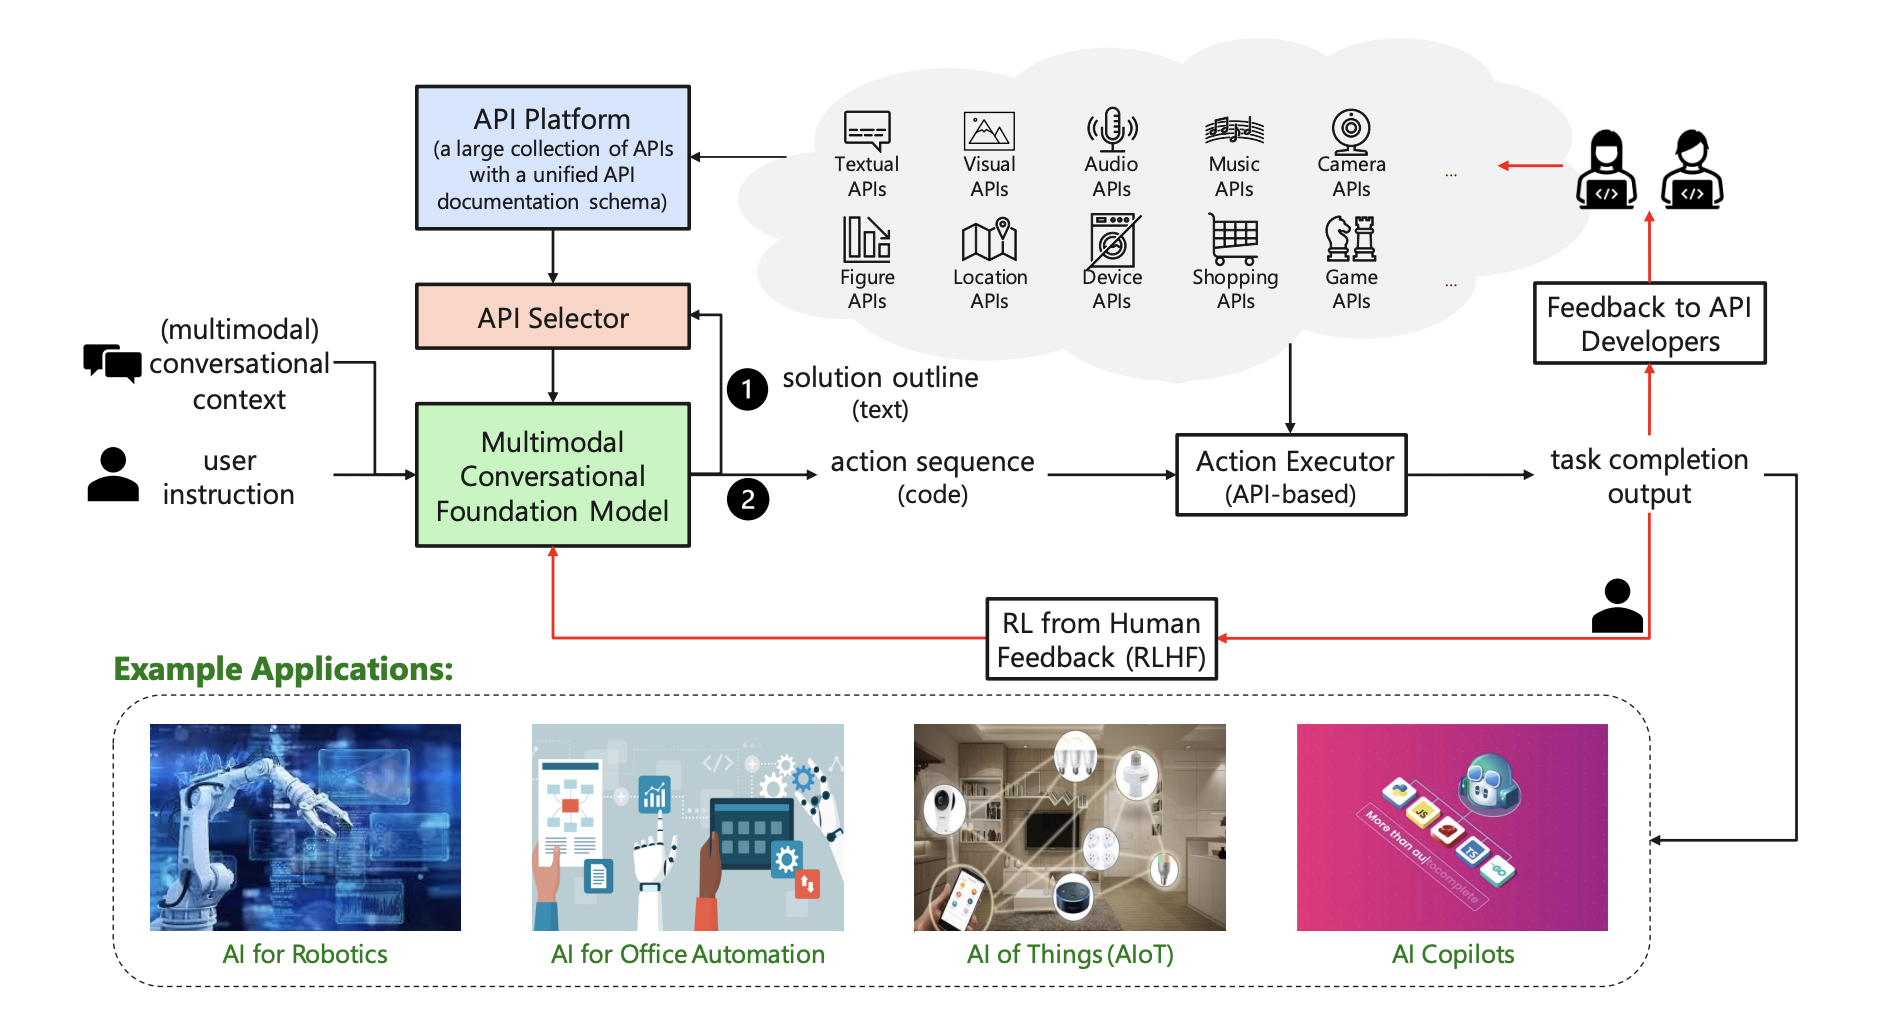 API Platform
(a large collection of APIs
with a unified API
documentation schema)
Textual
APIs
Visual
APIs
Audio
APIs
Music
APIs
Camera
APIs
...
Figure
APIs
Location
APIs
Device
APIs
Shopping
APIs
Game
APIs
...
</>
</>
API Selector
Feedback to API
Developers
(multimodal)
conversational
context
1
solution outline
(text)
user
instruction
Multimodal
Conversational
Foundation Model
2
action sequence
(code)
Action Executor
(API-based)
task completion
output
RL from Human
Feedback (RLHF)
Example Applications:
</>
JS
TS
GO
More than autocomplete
AI for Robotics
AI for Office Automation
AI of Things (AIoT)
AI Copilots